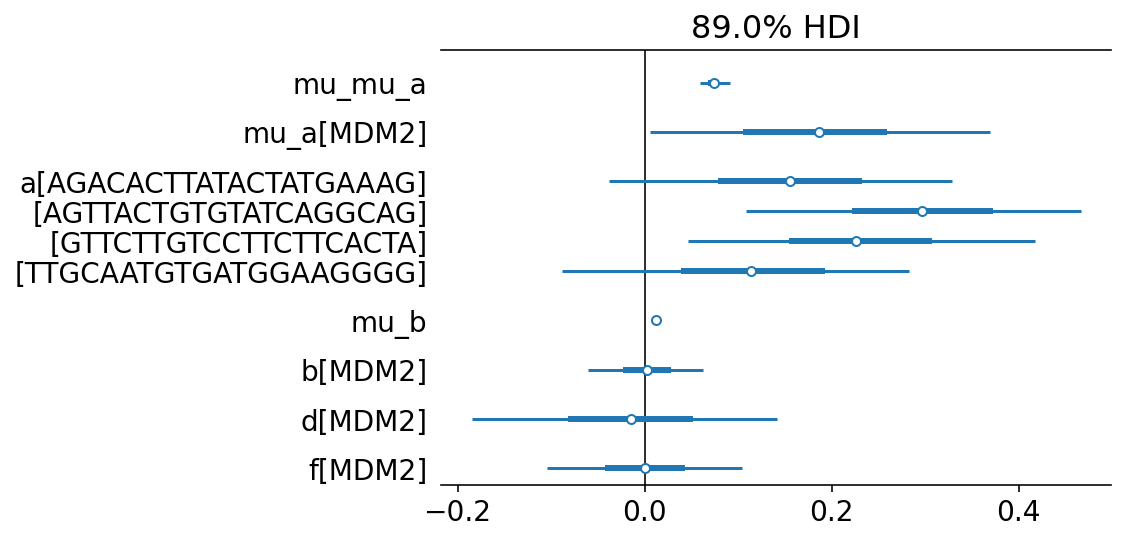 89.0% HDI
mu_mu_a
mu_a[MDM2]
a[AGACACTTATACTATGAAAG]
[AGTTACTGTGTATCAGGCAG]
[GTTCTTGTCCTTCTTCACTA]
[TTGCAATGTGATGGAAGGGG]
mu_b
b[MDM2]
d[MDM2]
f[MDM2]
−0.2 0.0 0.2 0.4